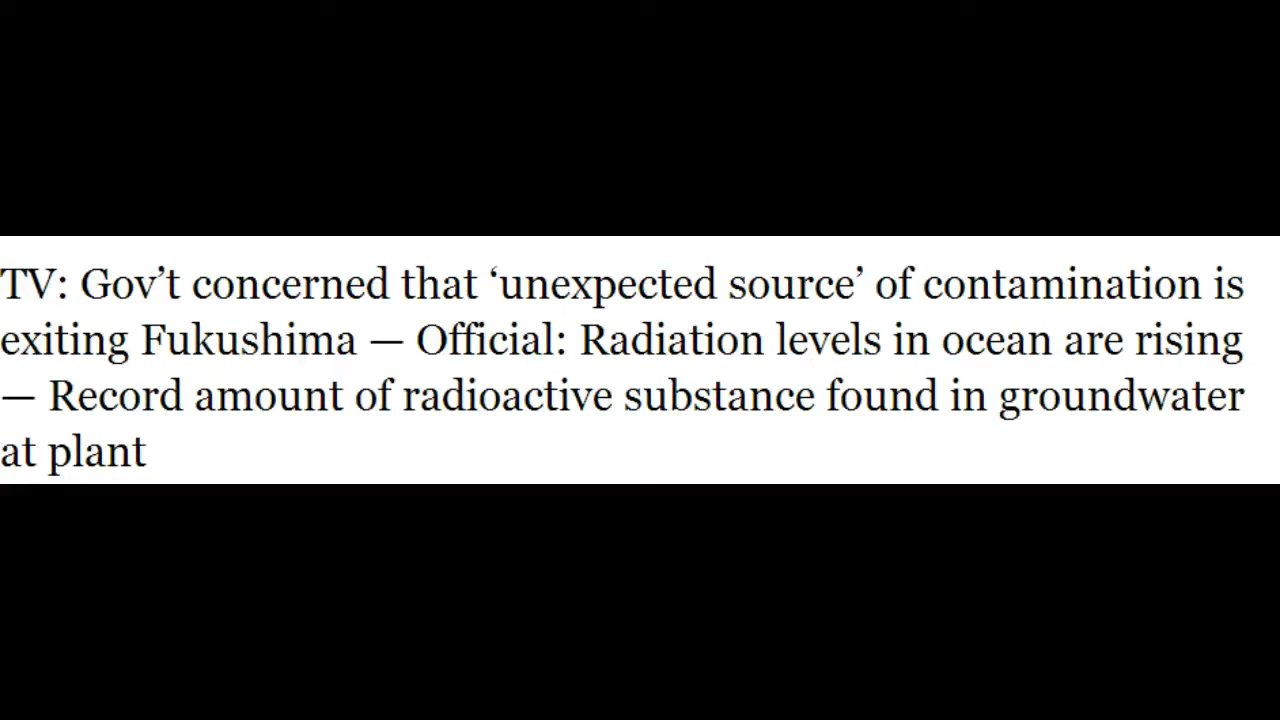 TV: Gov’t concerned that ‘unexpected source’ of contamination is
exiting Fukushima — Official: Radiation levels in ocean are rising
— Record amount of radioactive substance found in groundwater
at plant